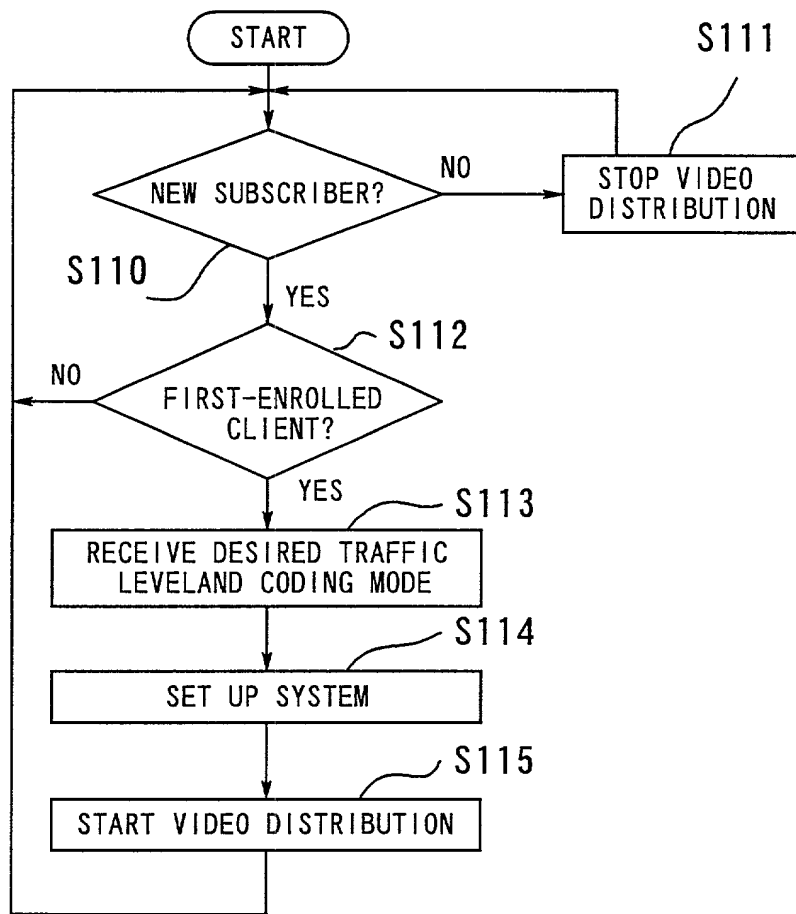 START
S111
NEW SUBSCRIBER?
NO
STOP VIDEO
DISTRIBUTION
S110
YES
S112
NO
FIRST-ENROLLED
CLIENT?
YES
S113
RECEIVE DESIRED TRAFFIC
LEVELAND CODING MODE
S114
SET UP SYSTEM
S115
START VIDEO DISTRIBUTION